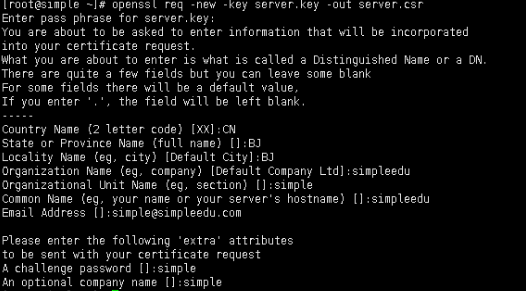 [root@simple ~]# openssl req -new -key server.key -out server.csr
Enter pass phrase for server.key:
You are about to be asked to enter information that will be incorporated
into your certificate request.
What you are about to enter is what is called a Distinguished Name or a DN.
There are quite a few fields but you can leave some blank
For some fields there will be a default value,
If you enter '.', the field will be left blank.
-----
Country Name (2 letter code) [XX]:CN
State or Province Name (full name) []:BJ
Locality Name (eg, city) [Default City]:BJ
Organization Name (eg, company) [Default Company Ltd]:simpleedu
Organizational Unit Name (eg, section) []:simple
Common Name (eg, your name or your server's hostname) []:simpleedu
Email Address []:simple@simpleedu.com

Please enter the following 'extra' attributes
to be sent with your certificate request
A challenge password []:simple
An optional company name []:simple